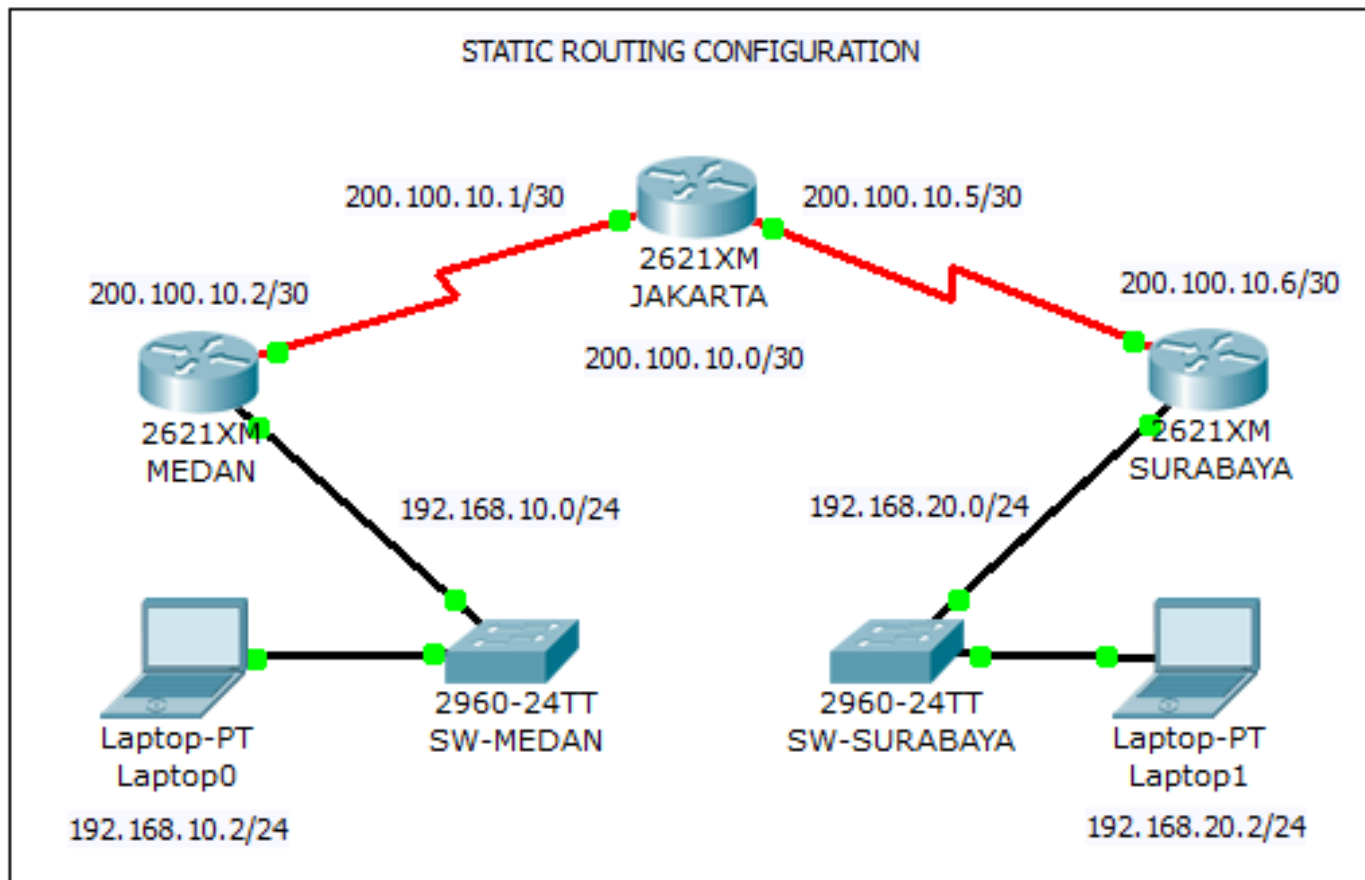 STATIC ROUTING CONFIGURATION
200.100.10.1/30
200.100.10.5/30
2621XM
JAKARTA
200.100.10.2/30
200.100.10.6/30
200.100.10.0/30
2621XM
MEDAN
2621XM
SURABAYA
192.168.10.0/24
192.168.20.0/24
2960-24TT
SW-MEDAN
2960-24TT
SW-SURABAYA
Laptop-PT
Laptop0
Laptop-PT
Laptop1
192.168.10.2/24
192.168.20.2/24